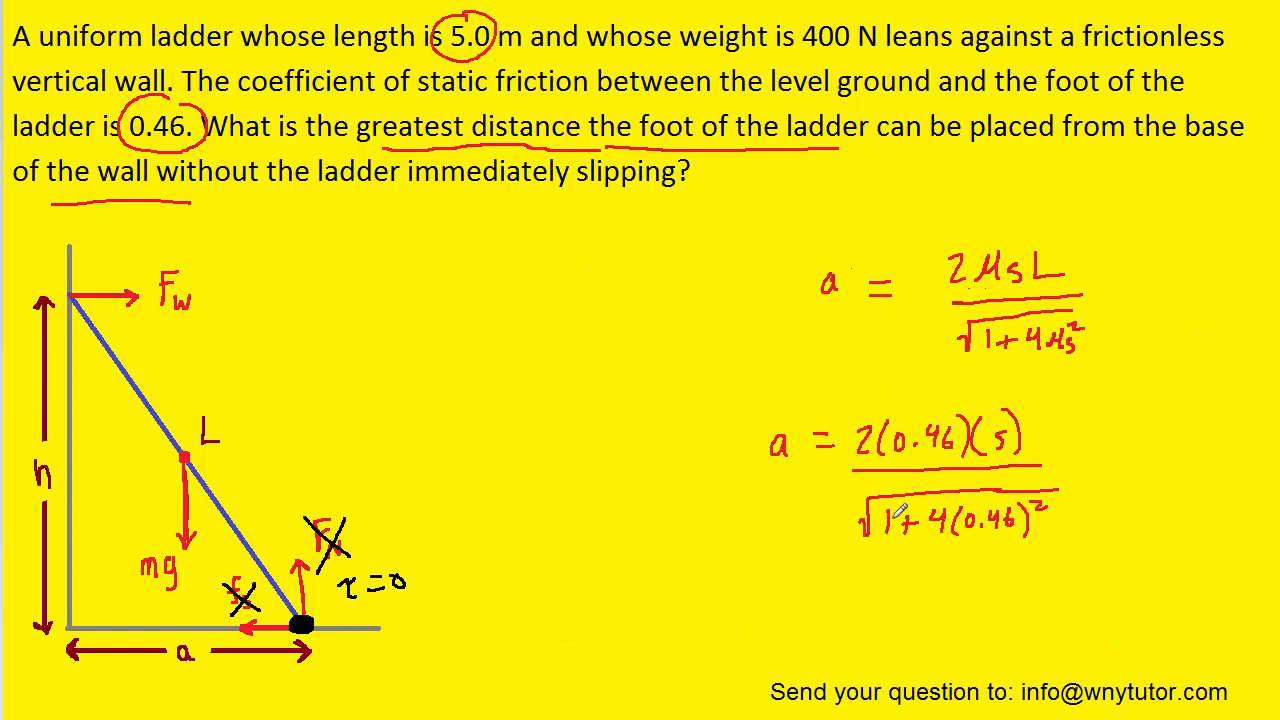 A uniform ladder whose length is 5.0 m and whose weight is 400 N leans against a frictionless
vertical wall. The coefficient of static friction between the level ground and the foot of the
ladder is 0.46. What is the greatest distance the foot of the ladder can be placed from the base
of the wall without the ladder immediately slipping?
Fw
a = 2μsL / √1+4μs²
L
h
a = 2(0.46)(5) / √1+4(0.46)²
mg
τ=0
a
Send your question to: info@wnytutor.com